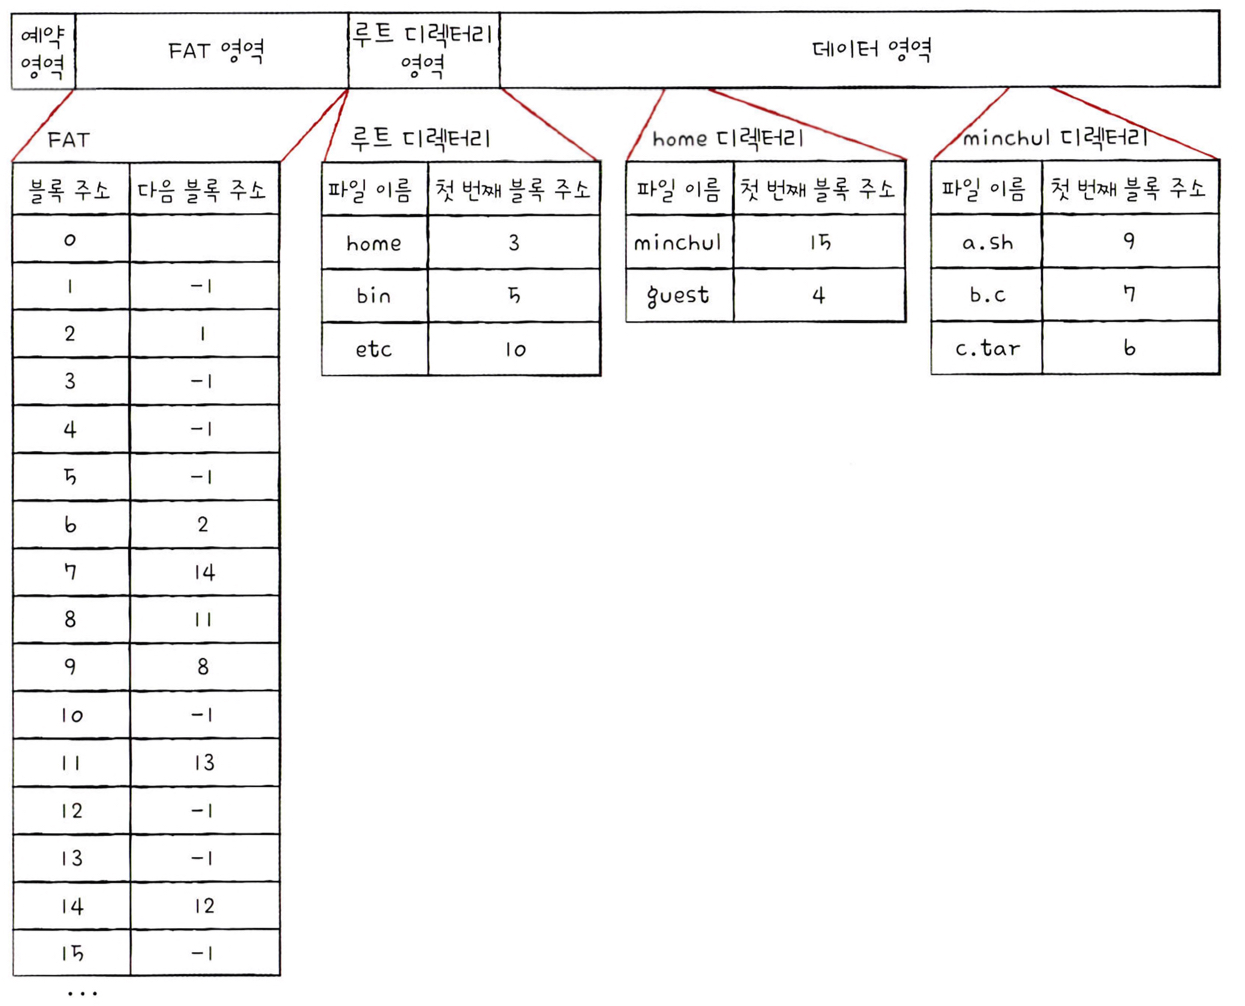 예약
영역
FAT 영역
루트 디렉터리
영역
데이터 영역
FAT
블록 주소 다음 블록 주소
0
1 -1
2 1
3 -1
4 -1
5 -1
6 2
7 14
8 11
9 8
10 -1
11 13
12 -1
13 -1
14 12
15 -1
...
루트 디렉터리
파일 이름 첫 번째 블록 주소
home 3
bin 5
etc 10
home 디렉터리
파일 이름 첫 번째 블록 주소
minchul 15
guest 4
minchul 디렉터리
파일 이름 첫 번째 블록 주소
a.sh 9
b.c 7
c.tar 6